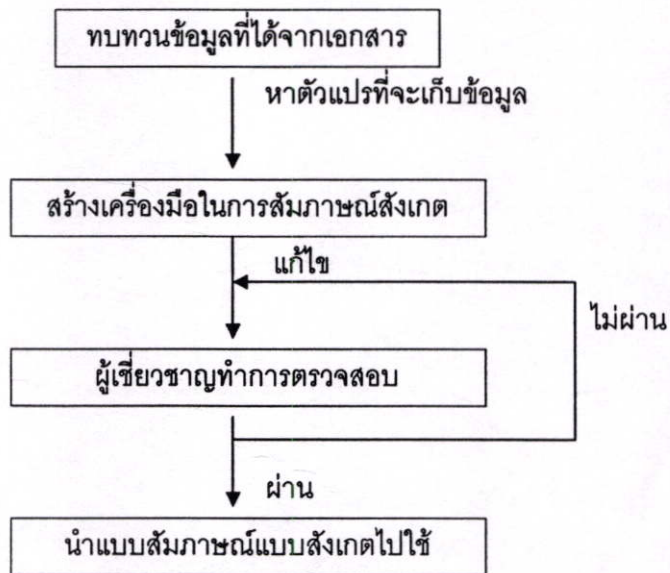 ทบทวนข้อมูลที่ได้จากเอกสาร
หาตัวแปรที่จะเก็บข้อมูล
สร้างเครื่องมือในการสัมภาษณ์สังเกต
แก้ไข
ไม่ผ่าน
ผู้เชี่ยวชาญทำการตรวจสอบ
ผ่าน
นำแบบสัมภาษณ์แบบสังเกตไปใช้